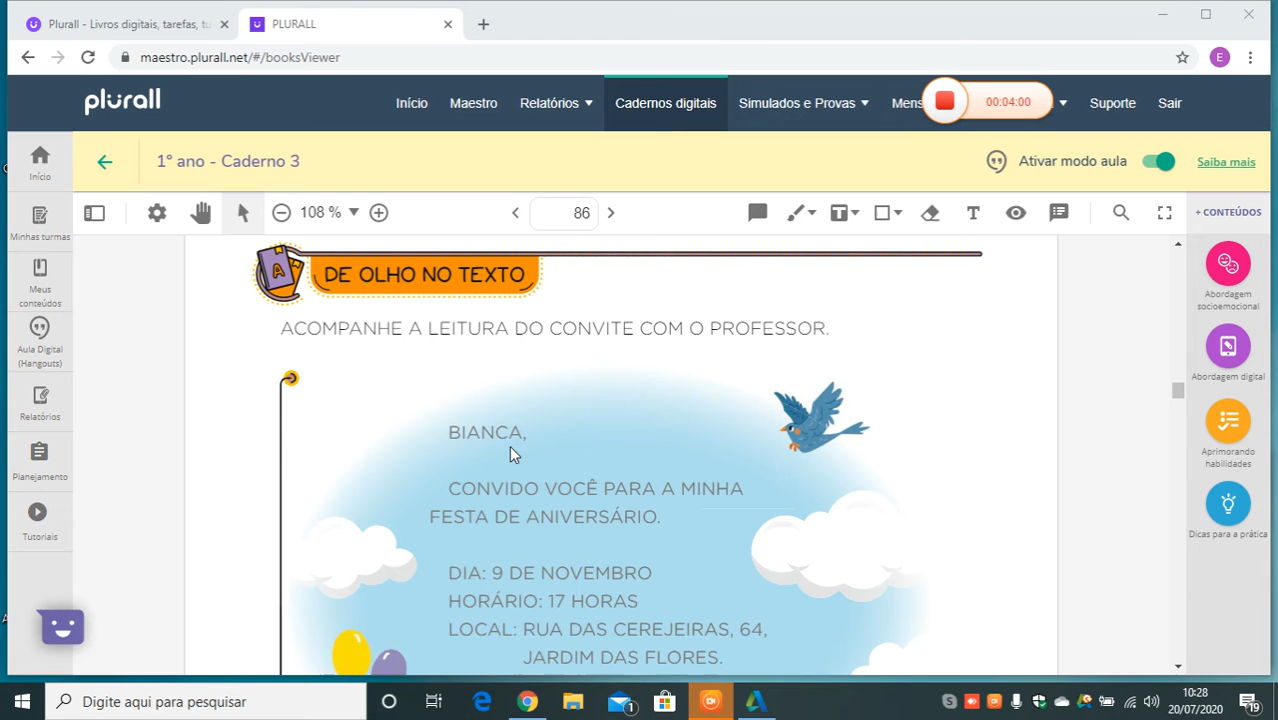 Plurall - Livros digitais, tarefas, tu
PLURALL
maestro.plurall.net/#/booksViewer
E
plurall
Início
Maestro
Relatórios
Cadernos digitais
Simulados e Provas
Mens
00:04:00
Suporte
Sair
1º ano - Caderno 3
Ativar modo aula
Saiba mais
108 %
86
+ CONTEÚDOS
Início
Minhas turmas
Meus
conteúdos
Aula Digital
(Hangouts)
Relatórios
Planejamento
Tutoriais
A
DE OLHO NO TEXTO
ACOMPANHE A LEITURA DO CONVITE COM O PROFESSOR.
BIANCA,
CONVIDO VOCÊ PARA A MINHA
FESTA DE ANIVERSÁRIO.
DIA: 9 DE NOVEMBRO
HORÁRIO: 17 HORAS
LOCAL: RUA DAS CEREJEIRAS, 64,
JARDIM DAS FLORES.
Abordagem
socioemocional
Abordagem digital
Aprimorando
habilidades
Dicas para a prática
Digite aqui para pesquisar
1
10:28
20/07/2020
19